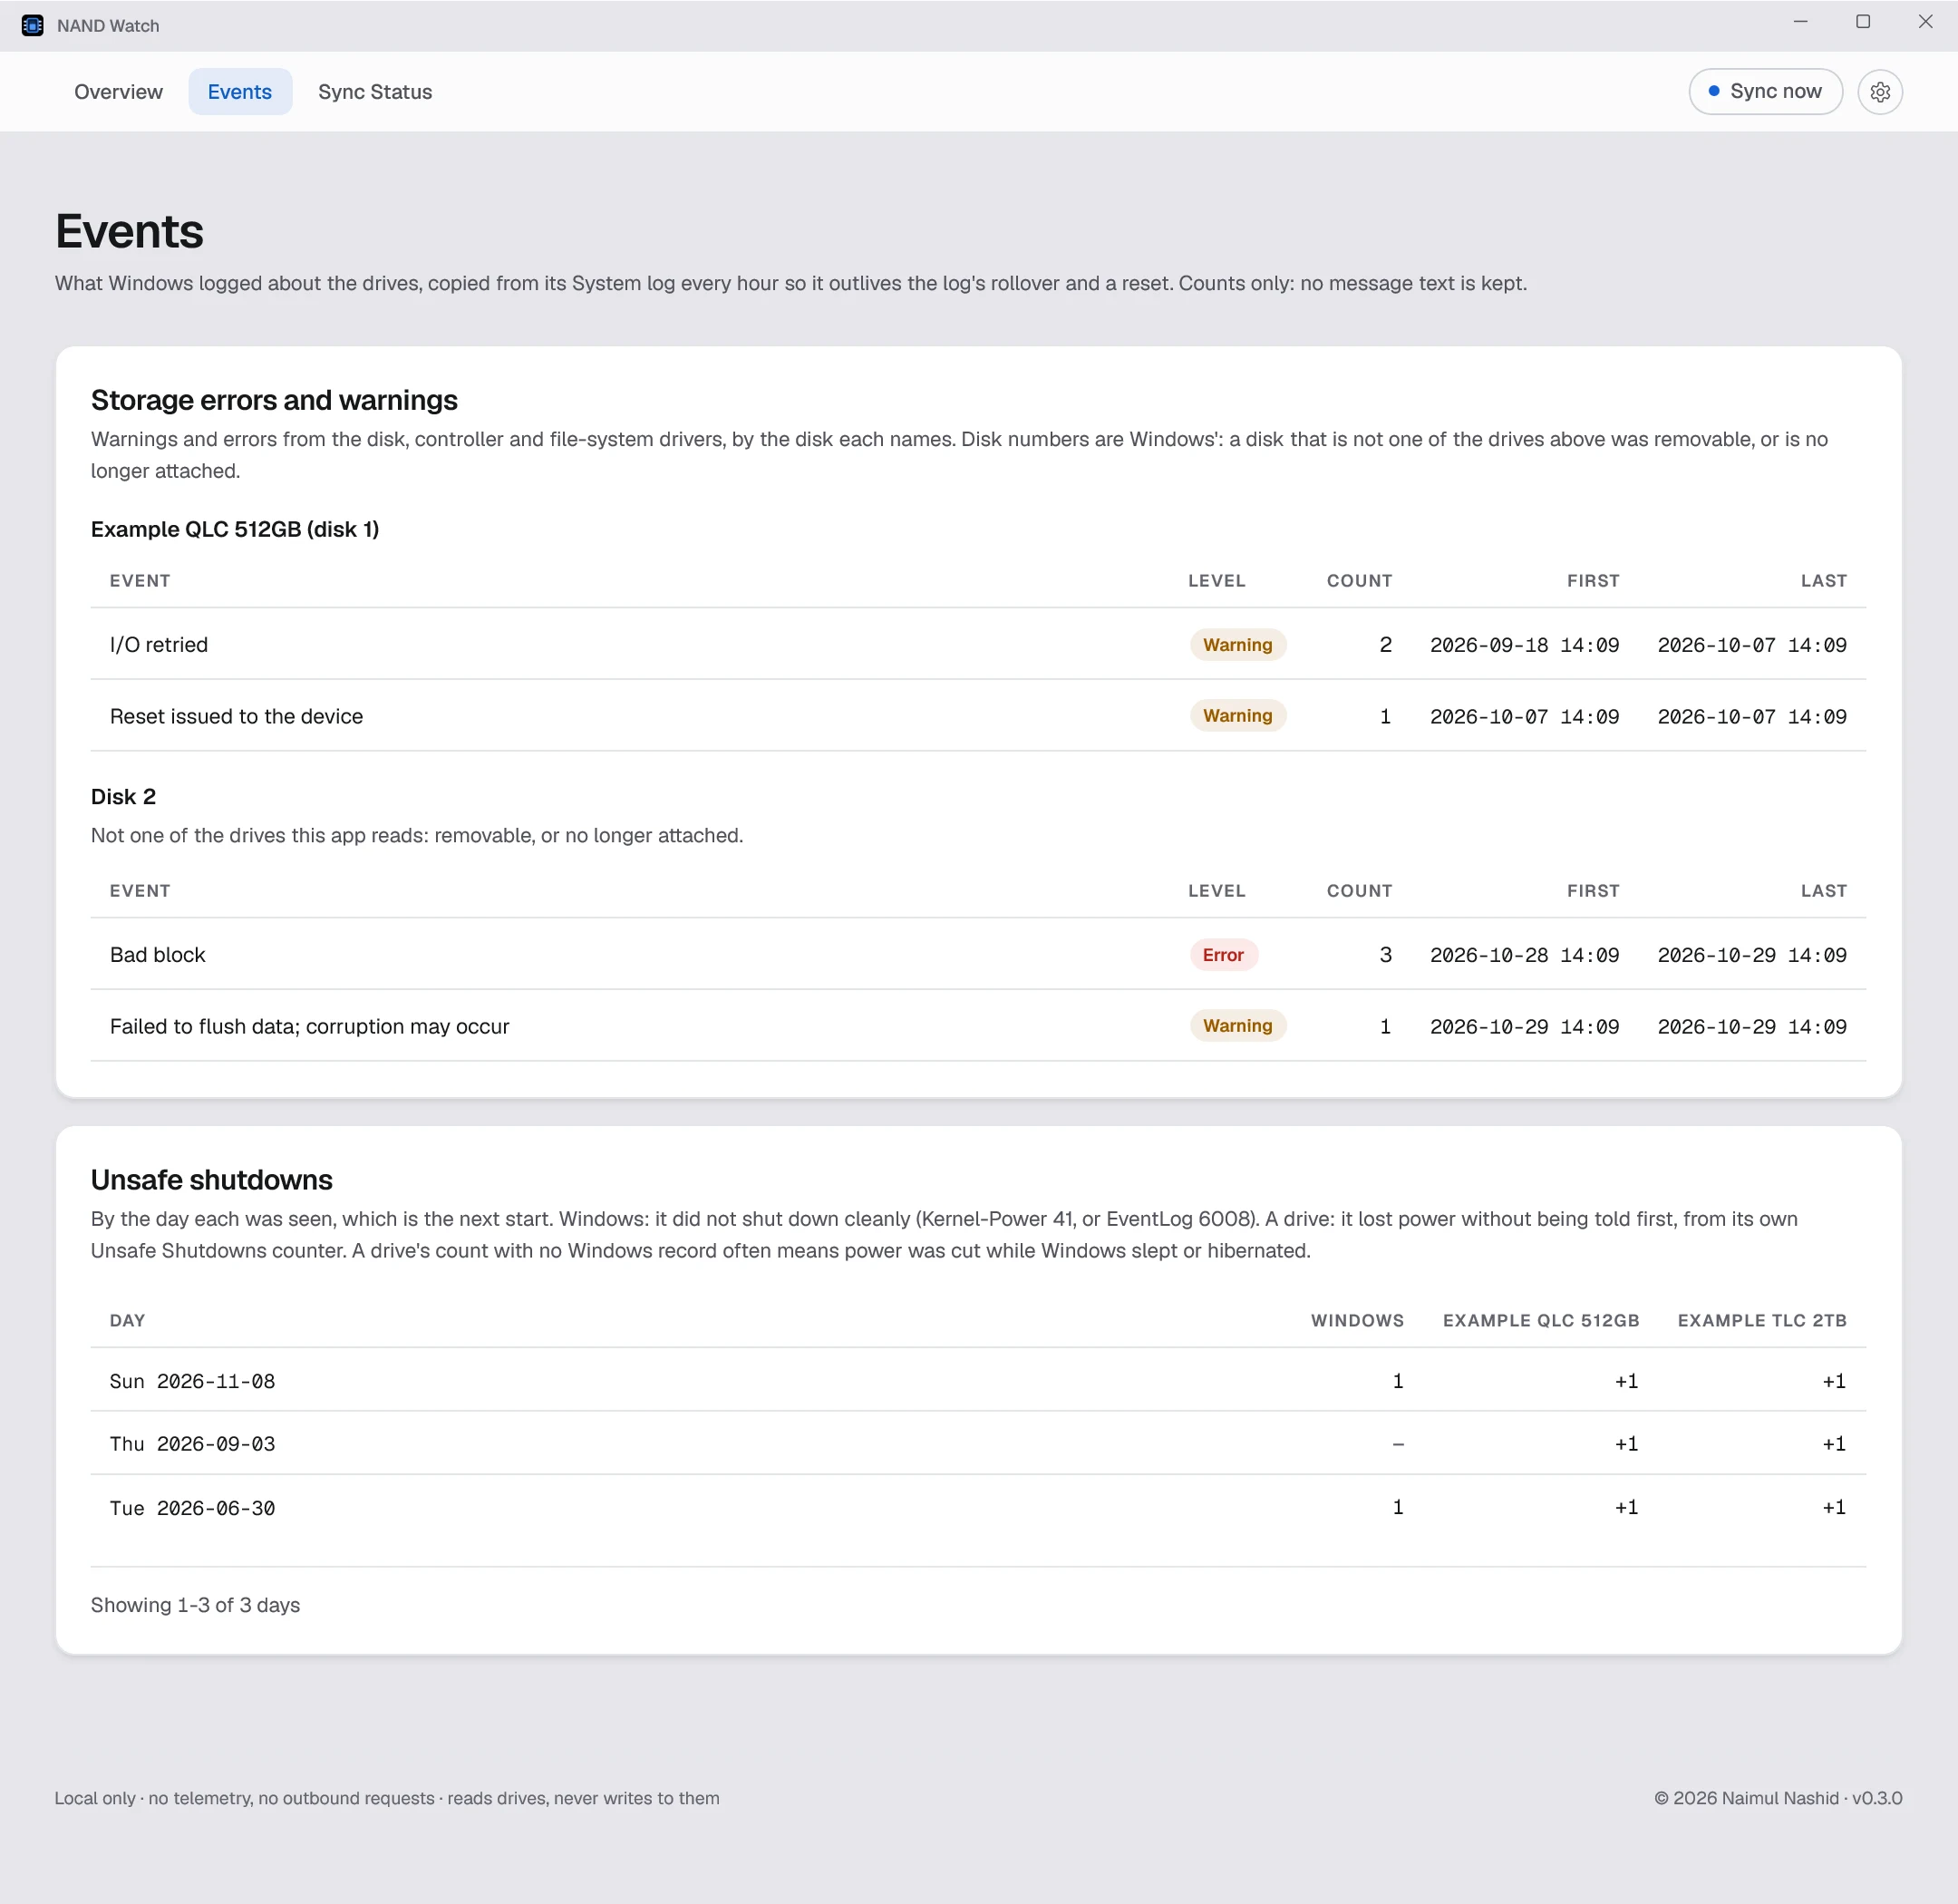 NAND Watch
Overview Events Sync Status Sync now
Events
What Windows logged about the drives, copied from its System log every hour so it outlives the log's rollover and a reset. Counts only: no message text is kept.
Storage errors and warnings
Warnings and errors from the disk, controller and file-system drivers, by the disk each names. Disk numbers are Windows': a disk that is not one of the drives above was removable, or is no
longer attached.
Example QLC 512GB (disk 1)
EVENT LEVEL COUNT FIRST LAST
I/O retried Warning 2 2026-09-18 14:09 2026-10-07 14:09
Reset issued to the device Warning 1 2026-10-07 14:09 2026-10-07 14:09
Disk 2
Not one of the drives this app reads: removable, or no longer attached.
EVENT LEVEL COUNT FIRST LAST
Bad block Error 3 2026-10-28 14:09 2026-10-29 14:09
Failed to flush data; corruption may occur Warning 1 2026-10-29 14:09 2026-10-29 14:09
Unsafe shutdowns
By the day each was seen, which is the next start. Windows: it did not shut down cleanly (Kernel-Power 41, or EventLog 6008). A drive: it lost power without being told first, from its own
Unsafe Shutdowns counter. A drive's count with no Windows record often means power was cut while Windows slept or hibernated.
DAY WINDOWS EXAMPLE QLC 512GB EXAMPLE TLC 2TB
Sun 2026-11-08 1 +1 +1
Thu 2026-09-03 – +1 +1
Tue 2026-06-30 1 +1 +1
Showing 1-3 of 3 days
Local only · no telemetry, no outbound requests · reads drives, never writes to them © 2026 Naimul Nashid · v0.3.0